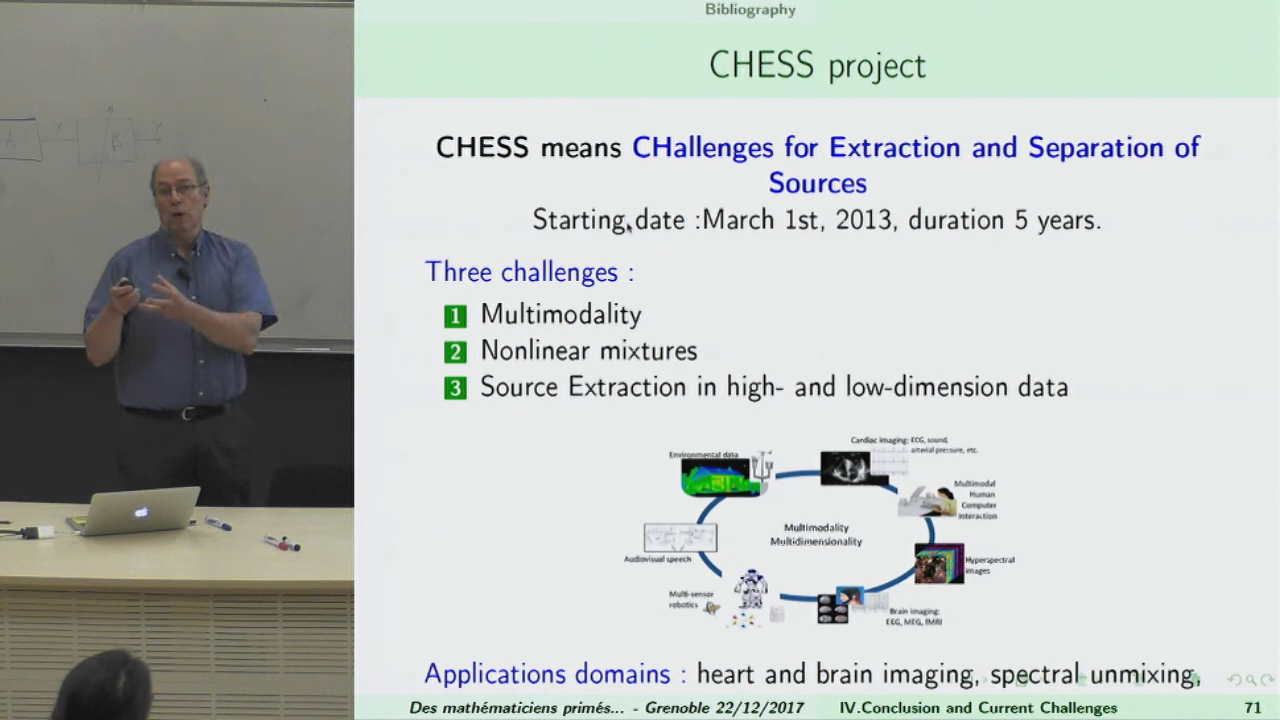 Bibliography
CHESS project
CHESS means CHallenges for Extraction and Separation of
Sources
Starting date :March 1st, 2013, duration 5 years.
Three challenges :
1 Multimodality
2 Nonlinear mixtures
3 Source Extraction in high- and low-dimension data
Cardiac imaging: ECG, sound,
arterial pressure, etc.
Environmental data
Multimodal
Human
Computer
Interaction
Multimodality
Multidimensionality
Audiovisual speech
Hyperspectral
images
Multi-sensor
robotics
Brain imaging:
EEG, MEG, fMRI
Applications domains : heart and brain imaging, spectral unmixing,
Des mathématiciens primés... - Grenoble 22/12/2017 IV.Conclusion and Current Challenges 71
A
B